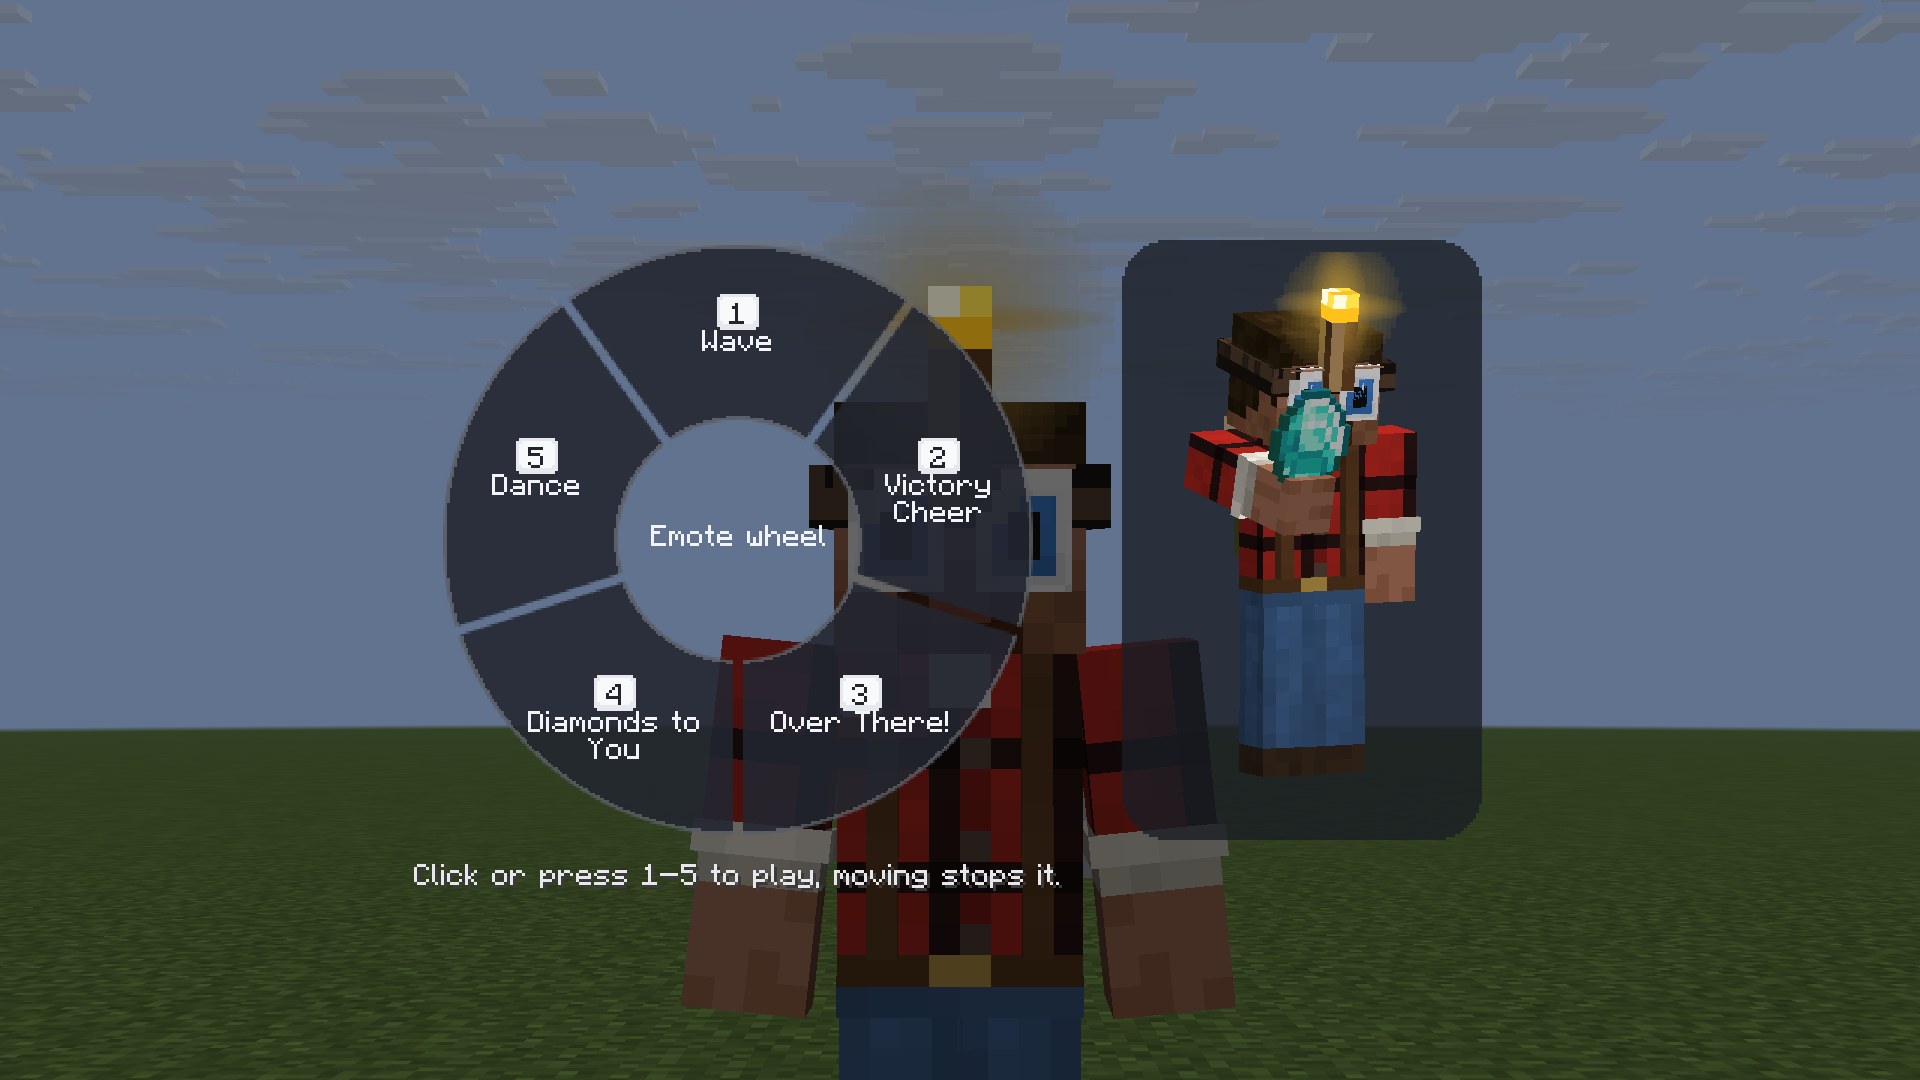 1
Wave
2
Victory
Cheer
5
Dance
Emote wheel
4
Diamonds to
You
3
Over There!
Click or press 1–5 to play, moving stops it.